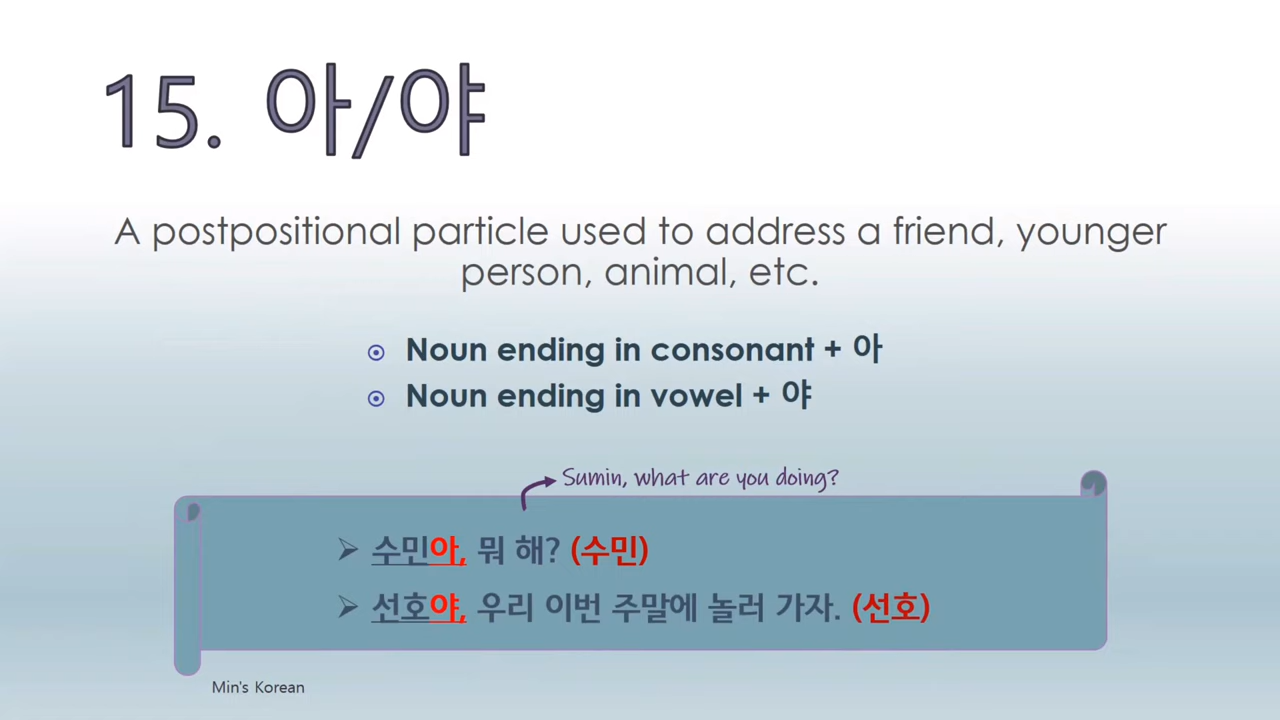 15. 아/야
A postpositional particle used to address a friend, younger
person, animal, etc.
Noun ending in consonant + 아
Noun ending in vowel + 야
Sumin, what are you doing?
수민아, 뭐 해? (수민)
선호야, 우리 이번 주말에 놀러 가자. (선호)
Min's Korean